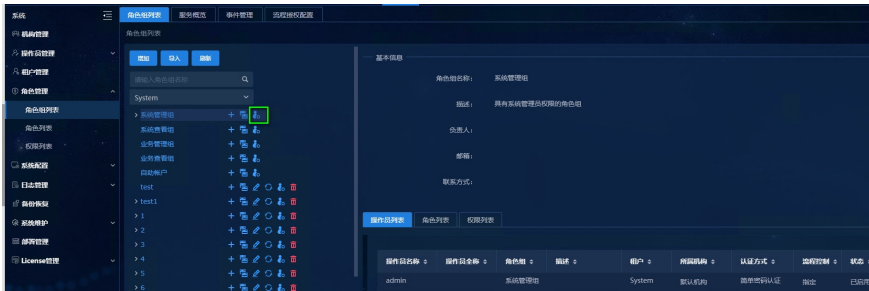 系统
机构管理
操作员管理
租户管理
角色管理
角色组列表
角色列表
权限列表
系统配置
日志管理
备份恢复
系统维护
部署管理
License管理
角色组列表 服务概览 事件管理 流程授权配置
角色组列表
增加 导入 刷新
请输入角色组名称
System
系统管理组
系统查看组
业务管理组
业务查看组
自助帐户
test
test1
1
2
3
4
5
6
基本信息
角色组名称: 系统管理组
描述: 具有系统管理员权限的角色组
负责人:
邮箱:
联系方式:
操作员列表 角色列表 权限列表
操作员名称 操作员全称 角色组 描述 租户 所属机构 认证方式 流程控制 状态
admin 系统管理组 System 默认机构 简单密码认证 指定 已启用